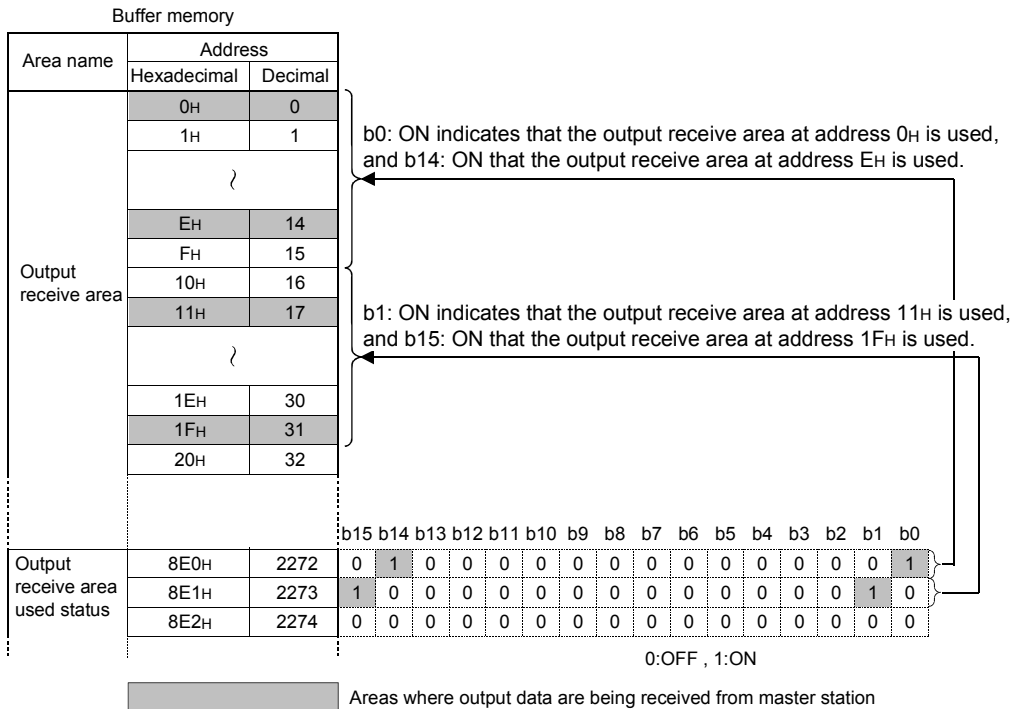 Buffer memory
Area name Address
Hexadecimal Decimal
Output
receive area
0H 0
1H 1
EH 14
FH 15
10H 16
11H 17
1EH 30
1FH 31
20H 32
b0: ON indicates that the output receive area at address 0H is used,
and b14: ON that the output receive area at address EH is used.
b1: ON indicates that the output receive area at address 11H is used,
and b15: ON that the output receive area at address 1FH is used.
b15 b14 b13 b12 b11 b10 b9 b8 b7 b6 b5 b4 b3 b2 b1 b0
Output
receive area
used status
8E0H 2272 0 1 0 0 0 0 0 0 0 0 0 0 0 0 0 1
8E1H 2273 1 0 0 0 0 0 0 0 0 0 0 0 0 0 1 0
8E2H 2274 0 0 0 0 0 0 0 0 0 0 0 0 0 0 0 0
0:OFF , 1:ON
Areas where output data are being received from master station